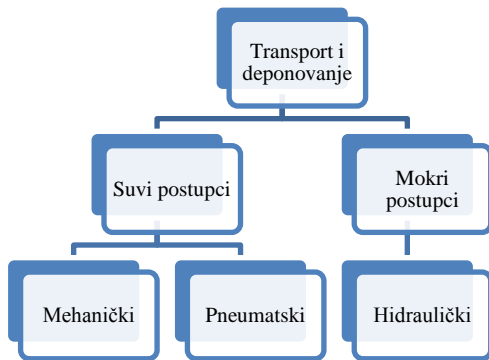 Transport i
deponovanje
Suvi postupci
Mokri
postupci
Mehanički
Pneumatski
Hidraulički